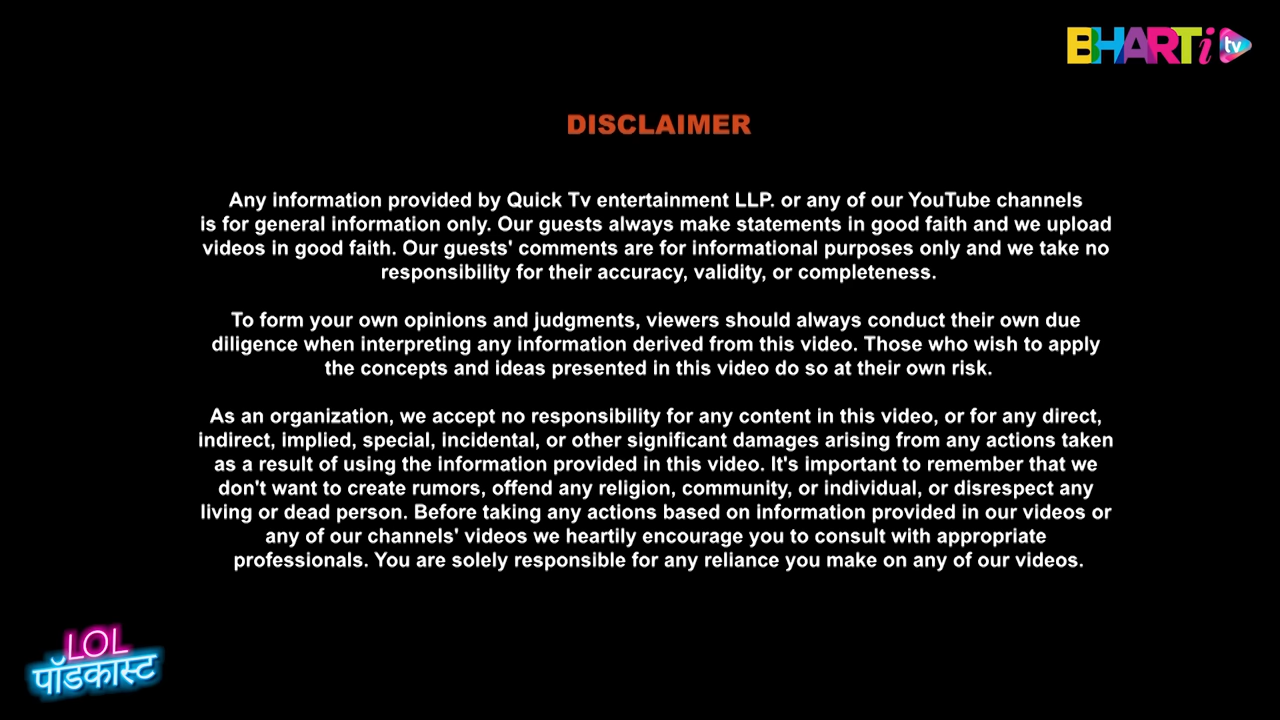 BHARTi tv
DISCLAIMER
Any information provided by Quick Tv entertainment LLP. or any of our YouTube channels
is for general information only. Our guests always make statements in good faith and we upload
videos in good faith. Our guests' comments are for informational purposes only and we take no
responsibility for their accuracy, validity, or completeness.
To form your own opinions and judgments, viewers should always conduct their own due
diligence when interpreting any information derived from this video. Those who wish to apply
the concepts and ideas presented in this video do so at their own risk.
As an organization, we accept no responsibility for any content in this video, or for any direct,
indirect, implied, special, incidental, or other significant damages arising from any actions taken
as a result of using the information provided in this video. It's important to remember that we
don't want to create rumors, offend any religion, community, or individual, or disrespect any
living or dead person. Before taking any actions based on information provided in our videos or
any of our channels' videos we heartily encourage you to consult with appropriate
professionals. You are solely responsible for any reliance you make on any of our videos.
LOL
पॉडकास्ट